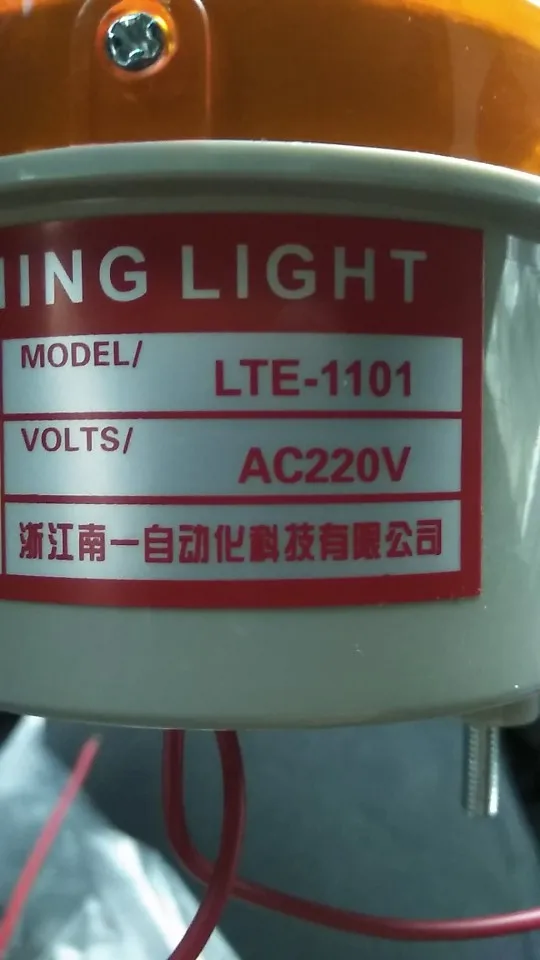 NING LIGHT
MODEL/ LTE-1101
VOLTS/ AC220V
浙江南一自动化科技有限公司